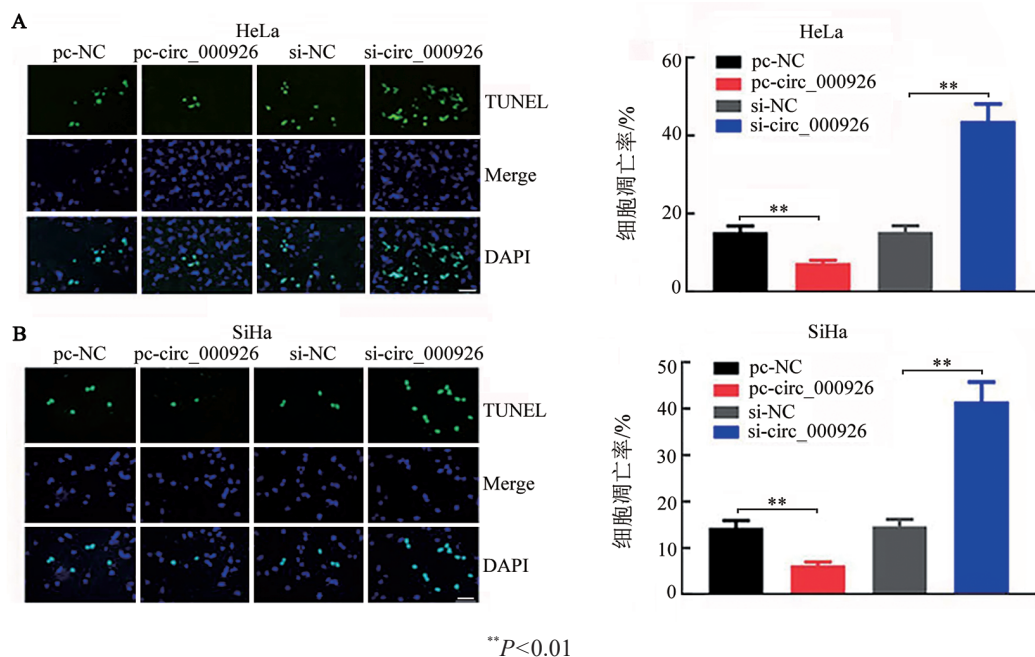 A
HeLa
pc-NC pc-circ_000926 si-NC si-circ_000926
TUNEL
Merge
DAPI
HeLa
细胞凋亡率/%
60
40
20
0
pc-NC
pc-circ_000926
si-NC
si-circ_000926
**
**
B
SiHa
pc-NC pc-circ_000926 si-NC si-circ_000926
TUNEL
Merge
DAPI
SiHa
细胞凋亡率/%
50
40
30
20
10
0
pc-NC
pc-circ_000926
si-NC
si-circ_000926
**
**
**P<0.01